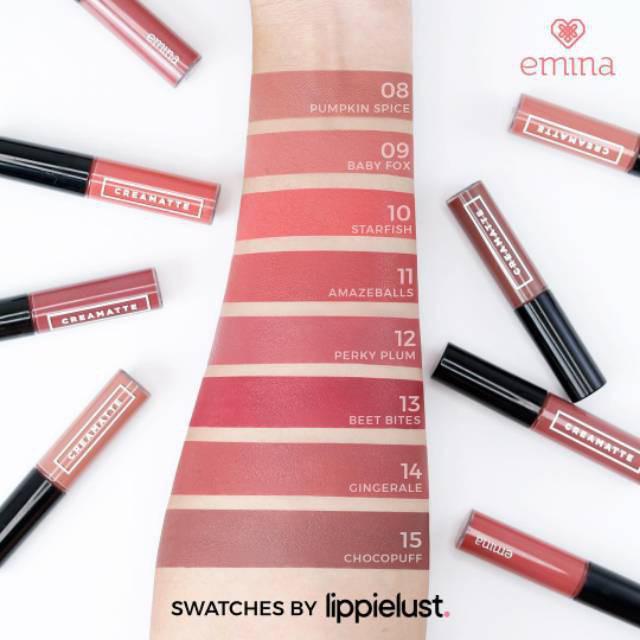 emina
emina
CREAMATTE
CREAMATTE
CREAMATTE
CREAMATTE
CREAMATTE
CREAMATTE
emina
08
PUMPKIN SPICE
09
BABY FOX
10
STARFISH
11
AMAZEBALLS
12
PERKY PLUM
13
BEET BITES
14
GINGERALE
15
CHOCOPUFF
SWATCHES BY lippielust.